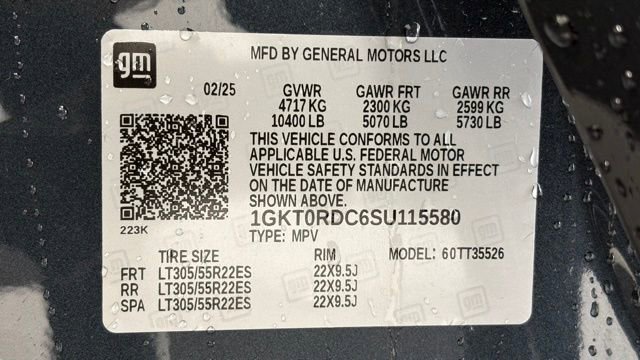 gm
MFD BY GENERAL MOTORS LLC
02/25 GVWR GAWR FRT GAWR RR
4717 KG 2300 KG 2599 KG
10400 LB 5070 LB 5730 LB
THIS VEHICLE CONFORMS TO ALL
APPLICABLE U.S. FEDERAL MOTOR
VEHICLE SAFETY STANDARDS IN EFFECT
ON THE DATE OF MANUFACTURE
SHOWN ABOVE.
1GKT0RDC6SU115580
223K
TYPE: MPV
TIRE SIZE RIM MODEL: 60TT35526
FRT LT305/55R22ES 22X9.5J
RR LT305/55R22ES 22X9.5J
SPA LT305/55R22ES 22X9.5J